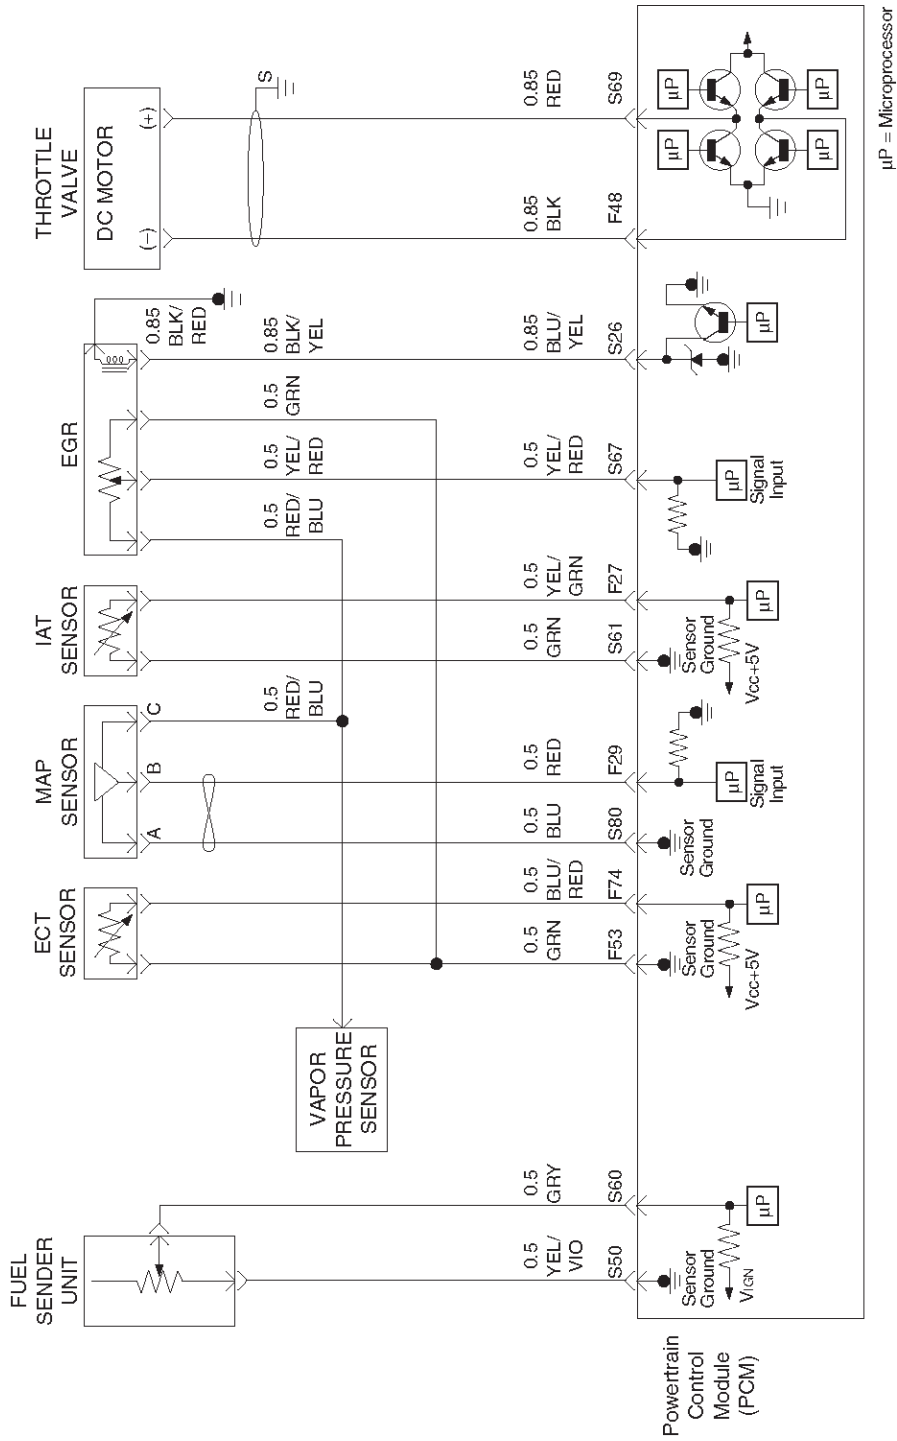 FUEL
SENDER
UNIT
ECT
SENSOR
MAP
SENSOR
IAT
SENSOR
EGR
THROTTLE
VALVE
DC MOTOR
(–)
(+)
A
B
C
S
VAPOR
PRESSURE
SENSOR
0.5
RED/
BLU
0.5
RED/
BLU
0.5
YEL/
RED
0.5
GRN
0.85
BLK/
YEL
0.85
BLK/
RED
0.5
YEL/
VIO
0.5
GRY
0.5
GRN
0.5
BLU/
RED
0.5
BLU
0.5
RED
0.5
GRN
0.5
YEL/
GRN
0.5
YEL/
RED
0.85
BLU/
YEL
0.85
BLK
0.85
RED
S50
S60
F53
F74
S80
F29
S61
F27
S67
S26
F48
S69
Sensor
Ground
VIGN
μP
Sensor
Ground
Vcc+5V
μP
Sensor
Ground
μP
Signal
Input
Sensor
Ground
Vcc+5V
μP
μP
Signal
Input
μP
μP
μP
μP
μP
Powertrain
Control
Module
(PCM)
μP = Microprocessor